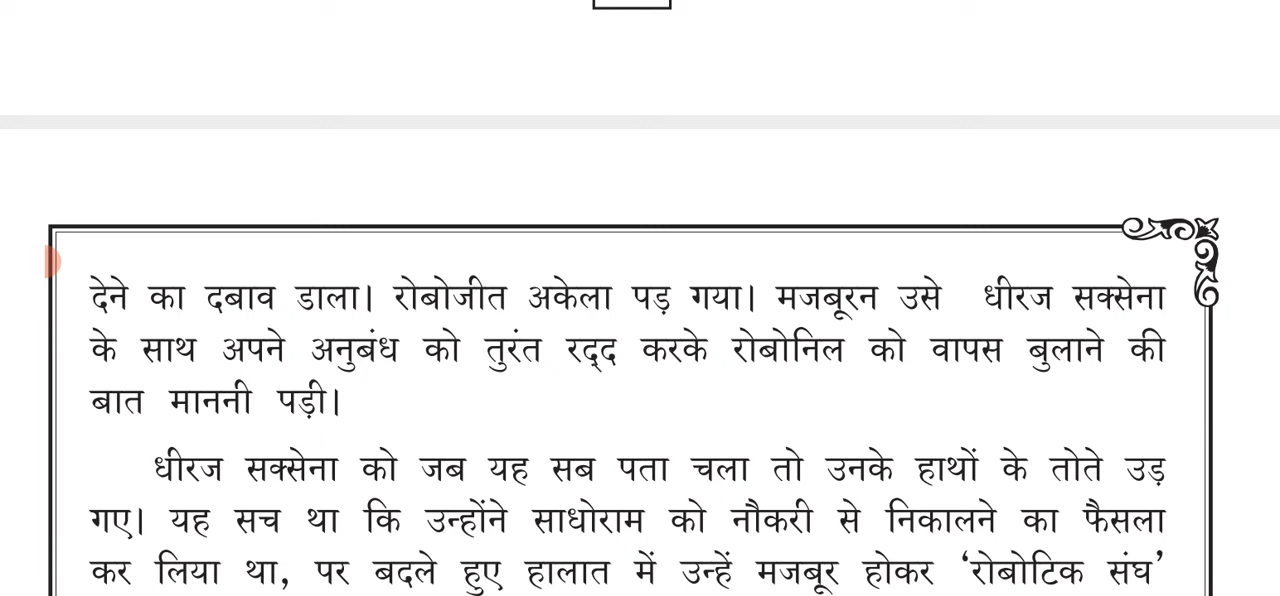 देने का दबाव डाला। रोबोजीत अकेला पड़ गया। मजबूरन उसे धीरज सक्सेना
के साथ अपने अनुबंध को तुरंत रद्द करके रोबोनिल को वापस बुलाने की
बात माननी पड़ी।
धीरज सक्सेना को जब यह सब पता चला तो उनके हाथों के तोते उड़
गए। यह सच था कि उन्होंने साधोराम को नौकरी से निकालने का फैसला
कर लिया था, पर बदले हुए हालात में उन्हें मजबूर होकर ‘रोबोटिक संघ’